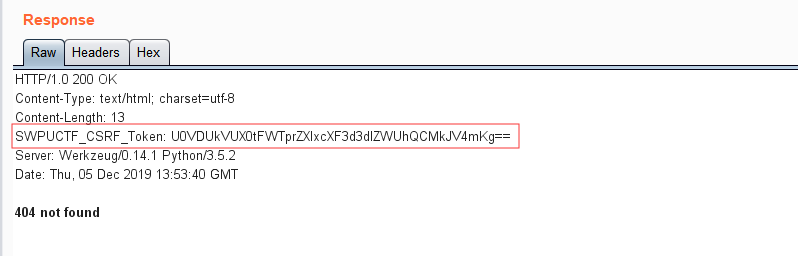 Response
Raw Headers Hex
HTTP/1.0 200 OK
Content-Type: text/html; charset=utf-8
Content-Length: 13
SWPUCTF_CSRF_Token: U0VDUkVUX0tFWTprZXlxcXF3d3dlZWUhQCMkJV4mKg==
Server: Werkzeug/0.14.1 Python/3.5.2
Date: Thu, 05 Dec 2019 13:53:40 GMT
404 not found